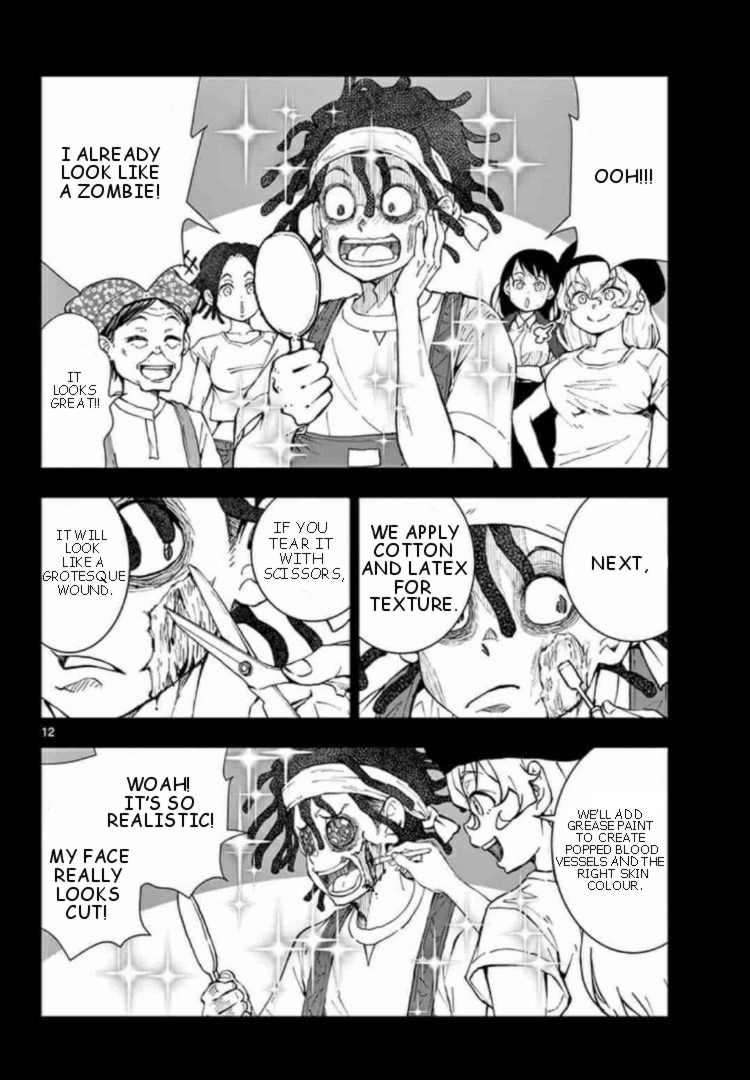 OOH!!!
I ALREADY
LOOK LIKE
A ZOMBIE!
IT
LOOKS
GREAT!!
NEXT,
WE APPLY
COTTON
AND LATEX
FOR
TEXTURE.
IF YOU
TEAR IT
WITH
SCISSORS,
IT WILL
LOOK
LIKE A
GROTESQUE
WOUND.
12
WE'LL ADD
GREASE PAINT
TO CREATE
POPPED BLOOD
VESSELS AND THE
RIGHT SKIN
COLOUR.
WOAH!
IT'S SO
REALISTIC!
MY FACE
REALLY
LOOKS
CUT!